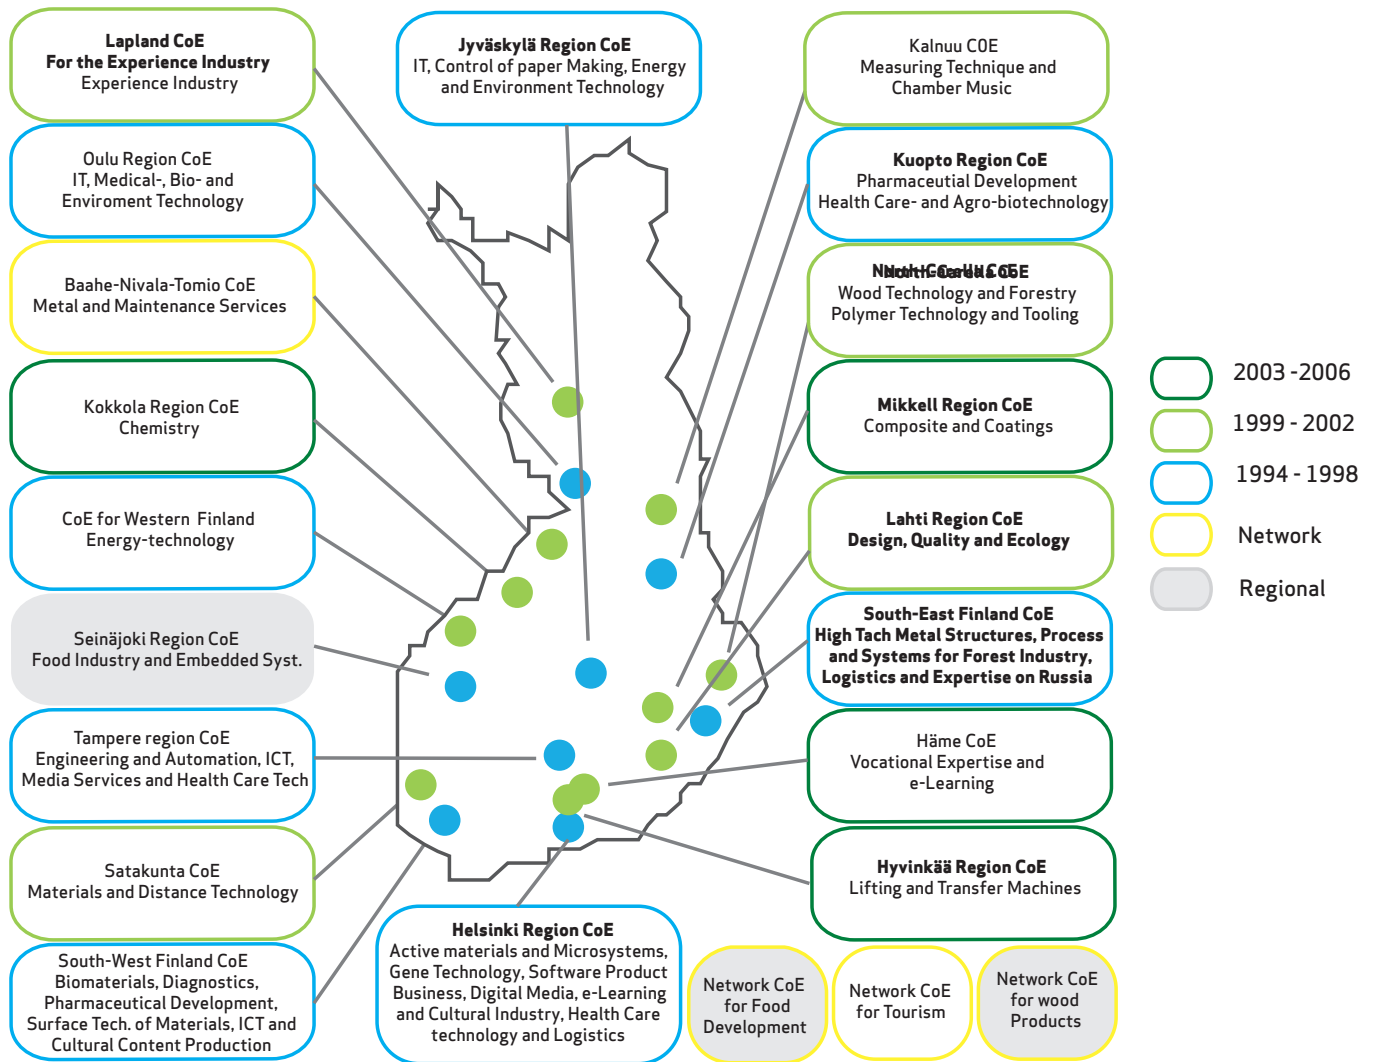 Lapland CoE
For the Experience Industry
Experience Industry
Oulu Region CoE
IT, Medical-, Bio- and
Enviroment Technology
Baahe-Nivala-Tomio CoE
Metal and Maintenance Services
Kokkola Region CoE
Chemistry
CoE for Western Finland
Energy-technology
Seinäjoki Region CoE
Food Industry and Embedded Syst.
Tampere region CoE
Engineering and Automation, ICT,
Media Services and Health Care Tech
Satakunta CoE
Materials and Distance Technology
South-West Finland CoE
Biomaterials, Diagnostics,
Pharmaceutical Development,
Surface Tech. of Materials, ICT and
Cultural Content Production
Jyväskylä Region CoE
IT, Control of paper Making, Energy
and Environment Technology
Helsinki Region CoE
Active materials and Microsystems,
Gene Technology, Software Product
Business, Digital Media, e-Learning
and Cultural Industry, Health Care
technology and Logistics
Kalnuu C0E
Measuring Technique and
Chamber Music
Kuopto Region CoE
Pharmaceutial Development
Health Care- and Agro-biotechnology
CoE
Wood Technology and Forestry
Polymer Technology and Tooling
Mikkell Region CoE
Composite and Coatings
Lahti Region CoE
Design, Quality and Ecology
South-East Finland CoE
High Tach Metal Structures, Process
and Systems for Forest Industry,
Logistics and Expertise on Russia
Häme CoE
Vocational Expertise and
e-Learning
Hyvinkää Region CoE
Lifting and Transfer Machines
Network CoE
for Food
Development
Network CoE
for Tourism
Network CoE
for wood
Products
2003 -2006
1999 - 2002
1994 - 1998
Network
Regional